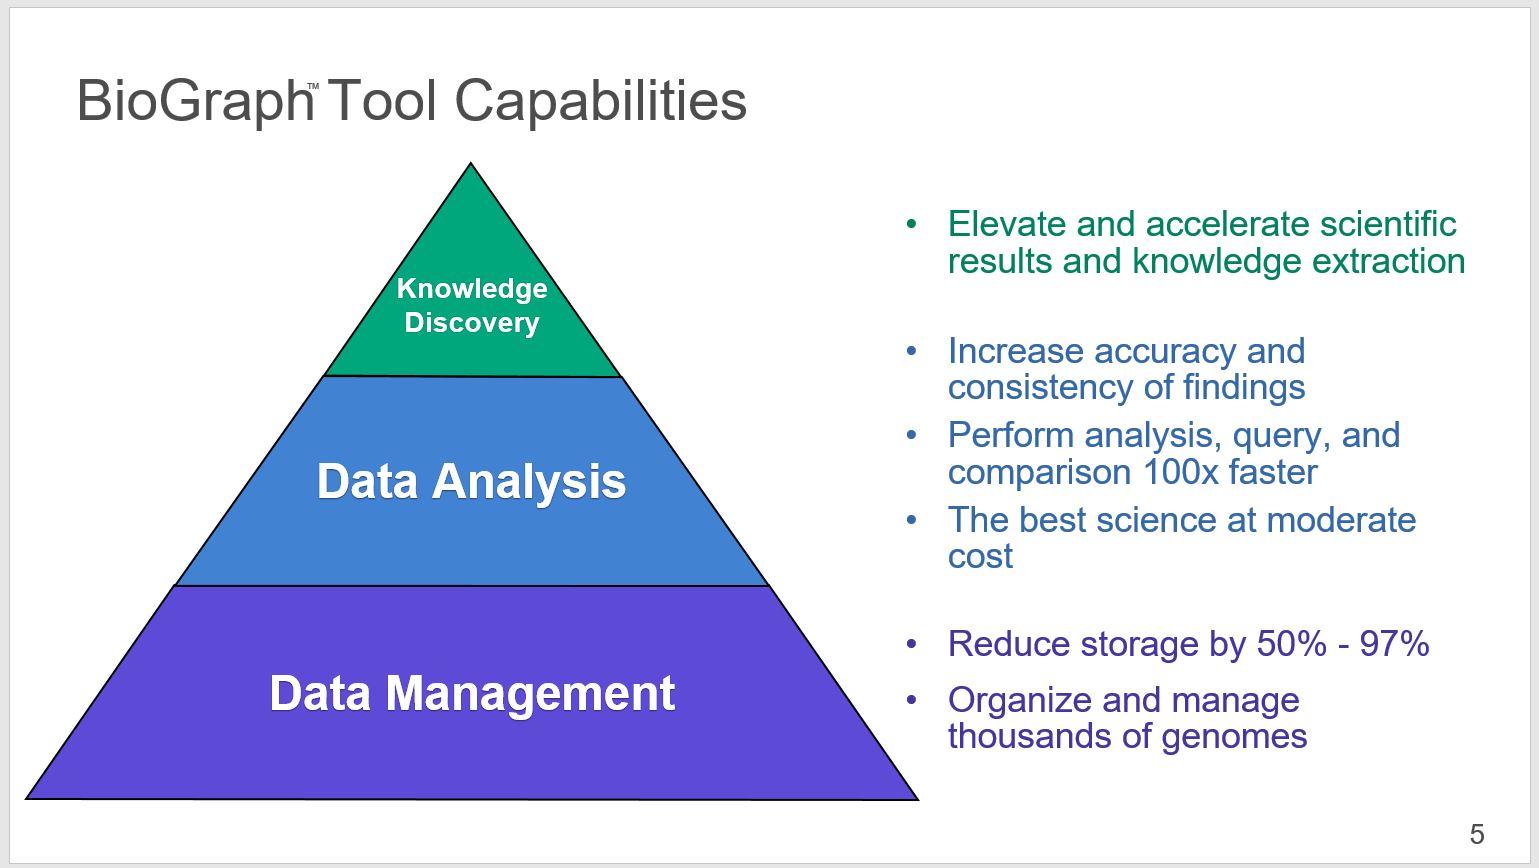 BioGraph™ Tool Capabilities
Knowledge
Discovery
Data Analysis
Data Management
• Elevate and accelerate scientific
results and knowledge extraction
• Increase accuracy and
consistency of findings
• Perform analysis, query, and
comparison 100x faster
• The best science at moderate
cost
• Reduce storage by 50% - 97%
• Organize and manage
thousands of genomes
5